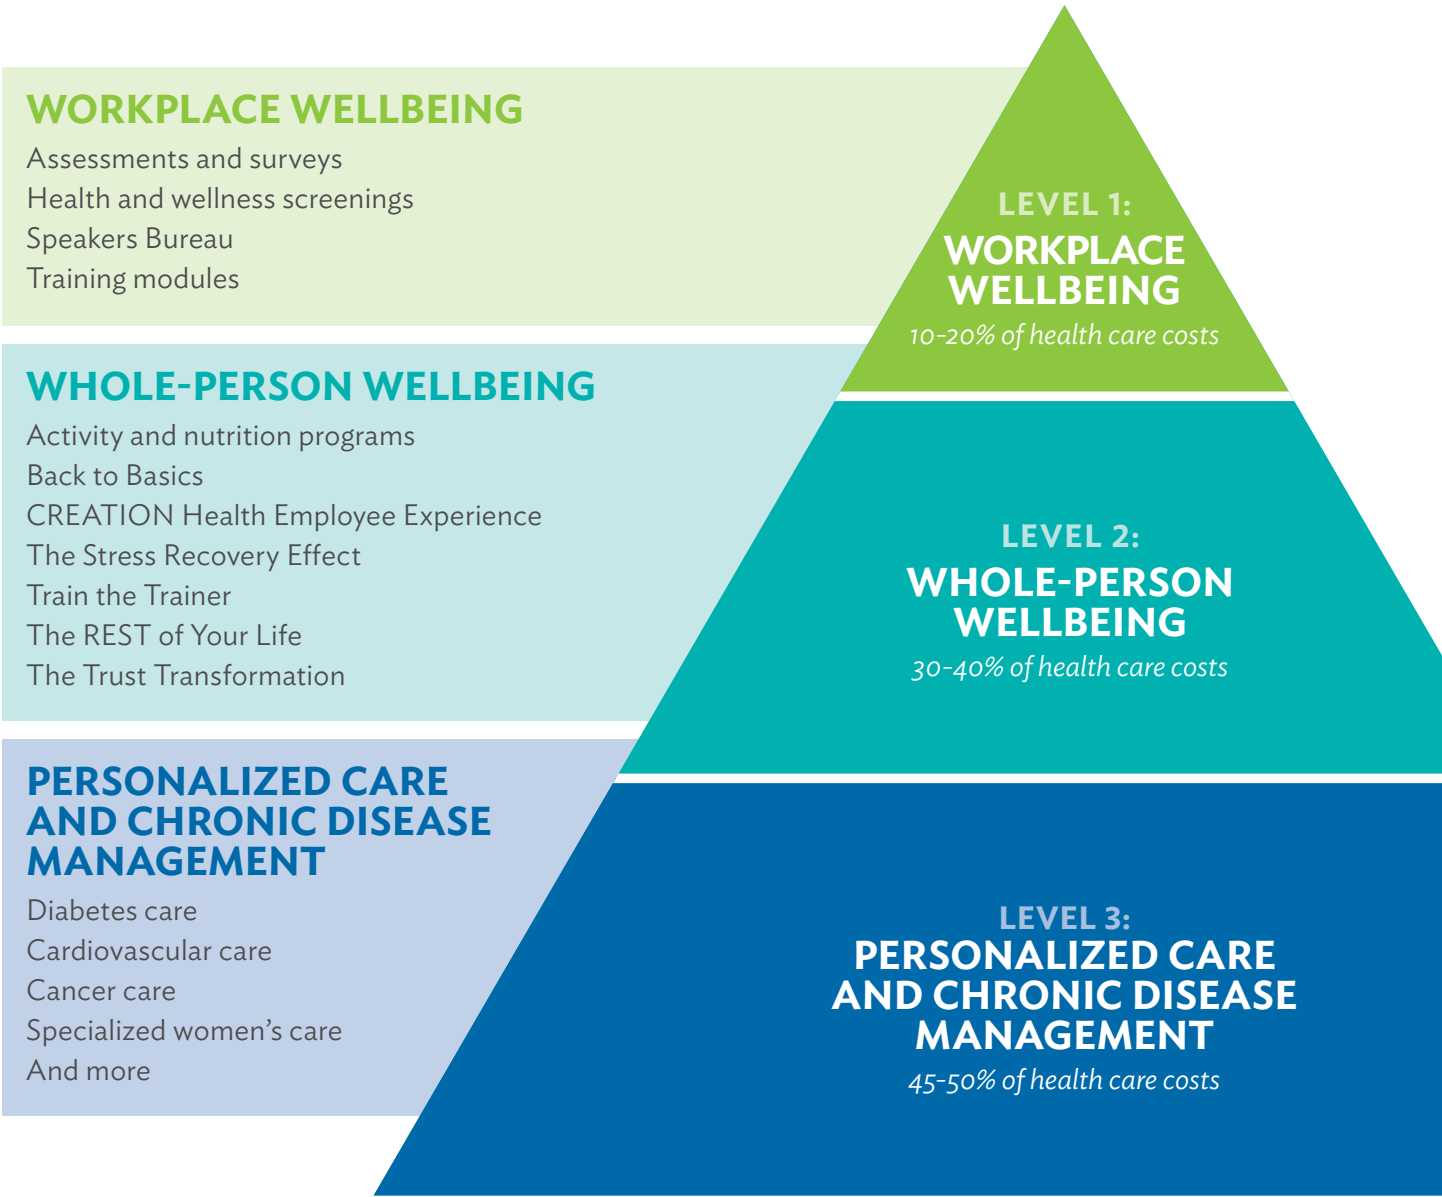 WORKPLACE WELLBEING
Assessments and surveys
Health and wellness screenings
Speakers Bureau
Training modules
LEVEL 1:
WORKPLACE
WELLBEING
10-20% of health care costs
WHOLE-PERSON WELLBEING
Activity and nutrition programs
Back to Basics
CREATION Health Employee Experience
The Stress Recovery Effect
Train the Trainer
The REST of Your Life
The Trust Transformation
LEVEL 2:
WHOLE-PERSON
WELLBEING
30-40% of health care costs
PERSONALIZED CARE
AND CHRONIC DISEASE
MANAGEMENT
Diabetes care
Cardiovascular care
Cancer care
Specialized women’s care
And more
LEVEL 3:
PERSONALIZED CARE
AND CHRONIC DISEASE
MANAGEMENT
45-50% of health care costs